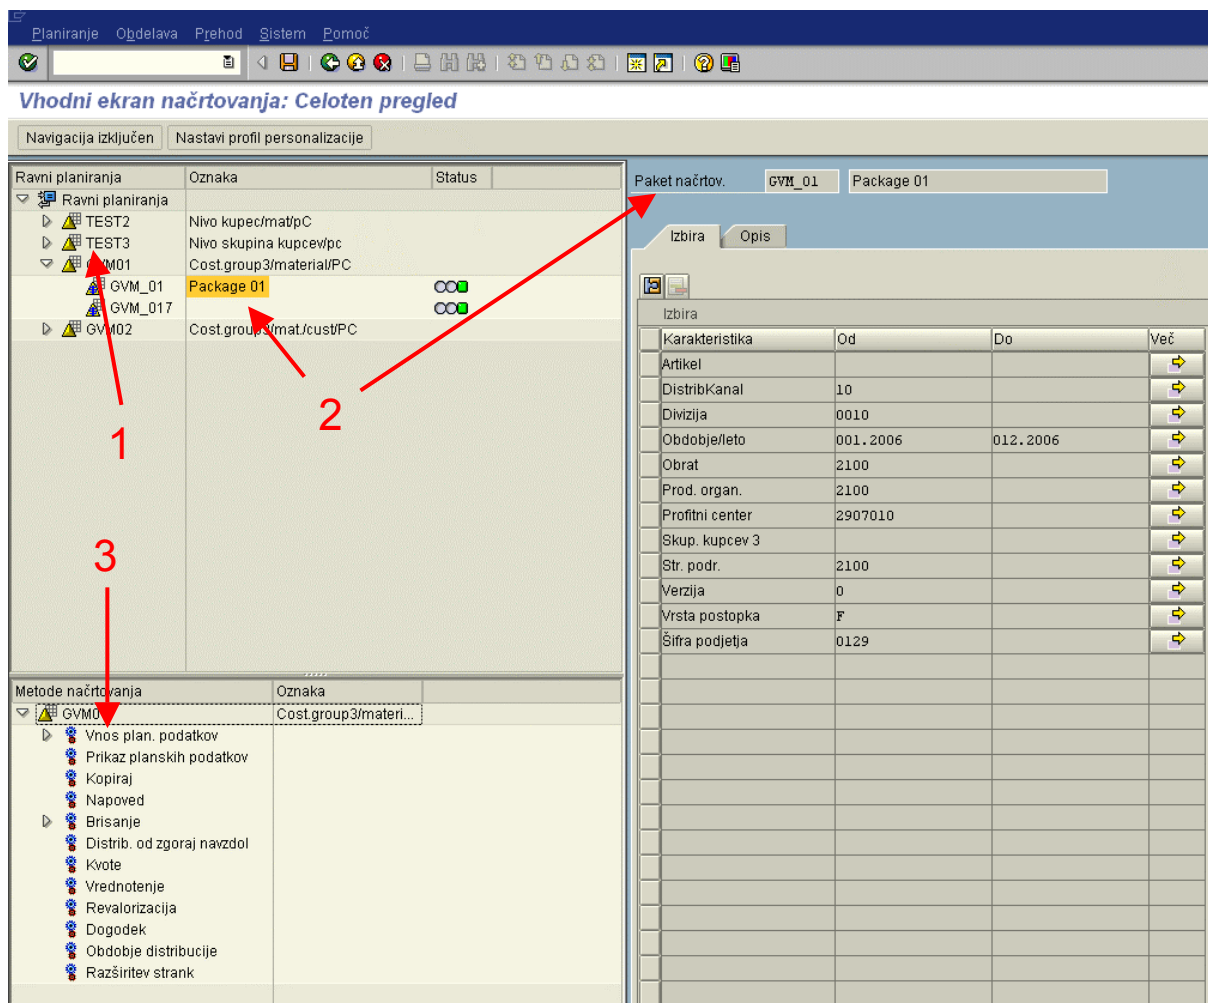 Planiranje Obdelava Prehod Sistem Pomoč
Vhodni ekran načrtovanja: Celoten pregled
Navigacija izključen Nastavi profil personalizacije
Ravni planiranja Oznaka Status
Ravni planiranja
TEST2 Nivo kupec/mat/pC
TEST3 Nivo skupina kupcev/pc
GVM01 Cost.group3/material/PC
GVM_01 Package 01
GVM_017
GVM02 Cost.group3/mat./cust/PC
1
2
3
Metode načrtovanja Oznaka
Cost.group3/materi...
Vnos plan. podatkov
Prikaz planskih podatkov
Kopiraj
Napoved
Brisanje
Distrib. od zgoraj navzdol
Kvote
Vrednotenje
Revalorizacija
Dogodek
Obdobje distribucije
Razširitev strank
Paket načrtov. GVM_01 Package 01
Izbira Opis
Izbira
Karakteristika Od Do Več
Artikel
DistribKanal 10
Divizija 0010
Obdobje/leto 001.2006 012.2006
Obrat 2100
Prod. organ. 2100
Profitni center 2907010
Skup. kupcev 3
Str. podr. 2100
Verzija 0
Vrsta postopka F
Šifra podjetja 0129